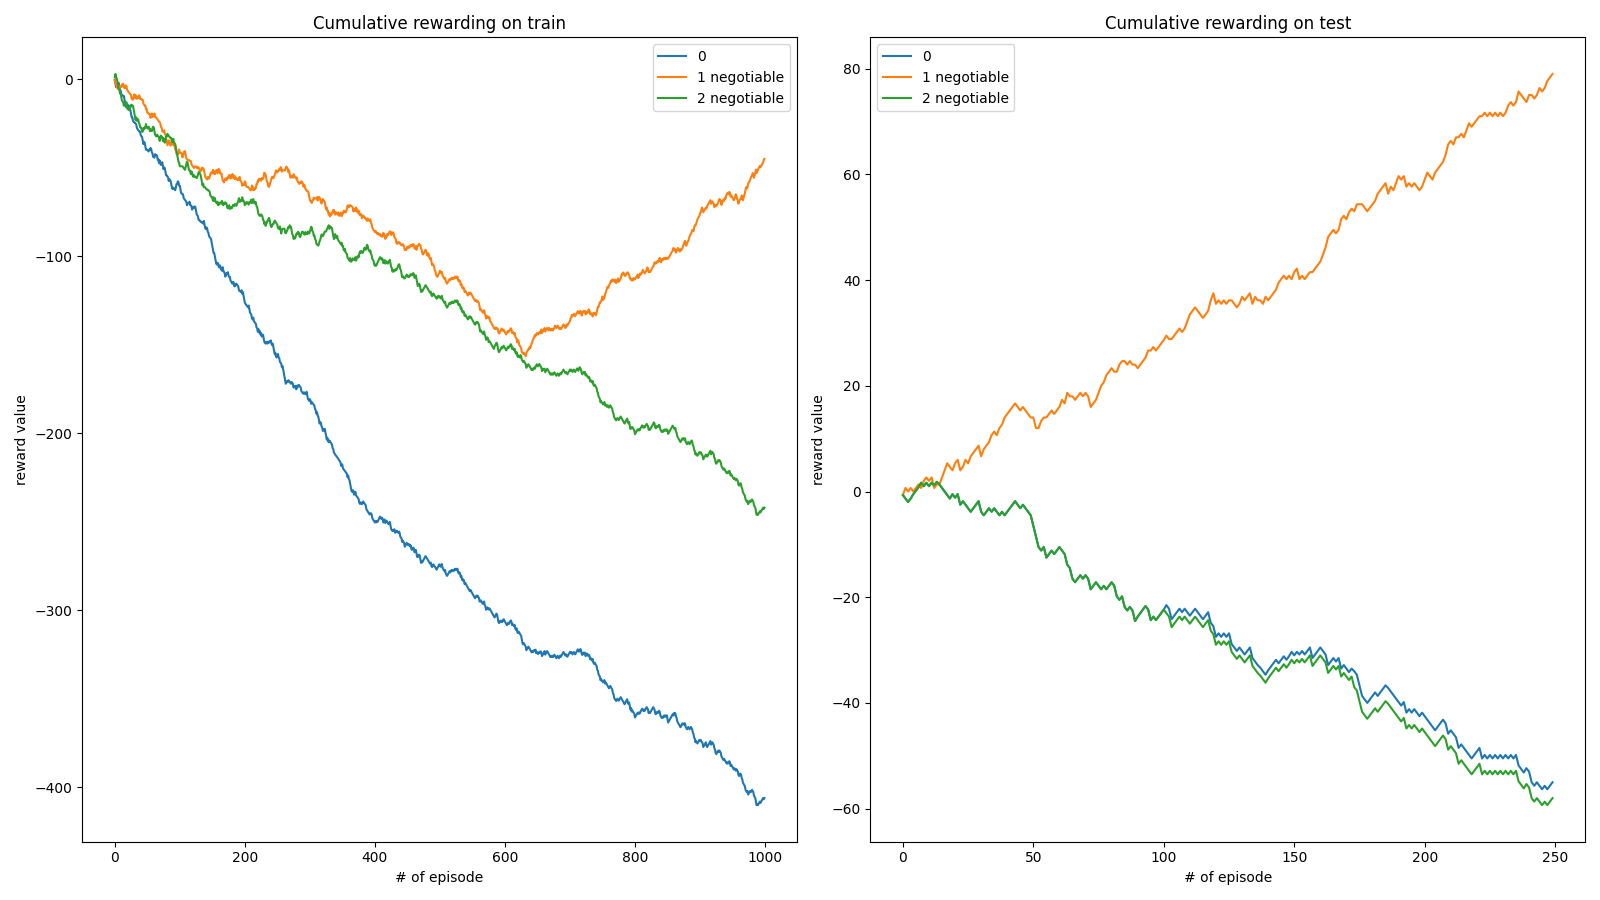 Cumulative rewarding on train
0
1 negotiable
2 negotiable
0
−100
−200
−300
−400
reward value
0
200
400
600
800
1000
# of episode
Cumulative rewarding on test
0
1 negotiable
2 negotiable
80
60
40
20
0
−20
−40
−60
reward value
0
50
100
150
200
250
# of episode